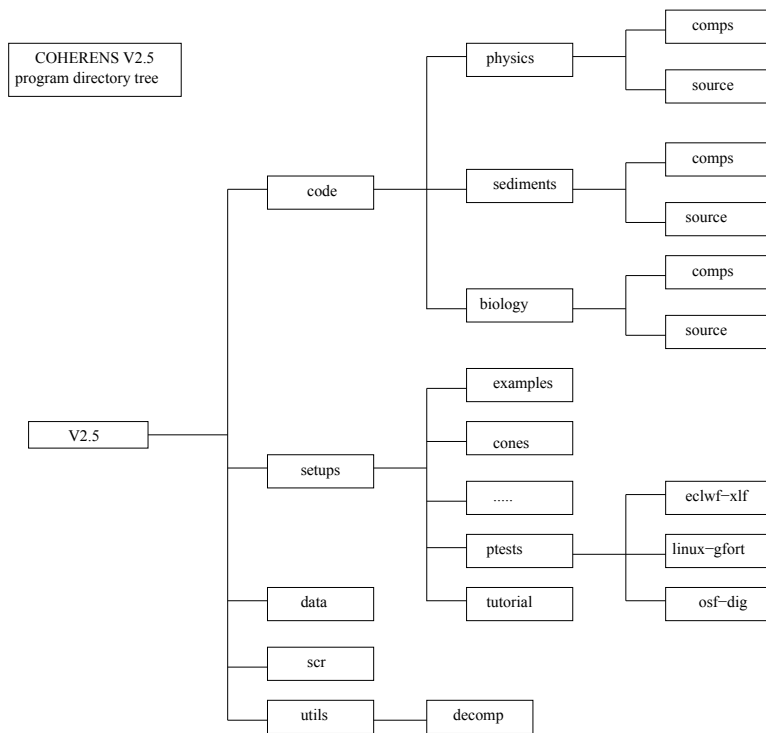 COHERENS V2.5
program directory tree
V2.5
code
physics
comps
source
sediments
comps
source
biology
comps
source
setups
examples
cones
.....
ptests
eclwf−xlf
linux−gfort
osf−dig
tutorial
data
scr
utils
decomp